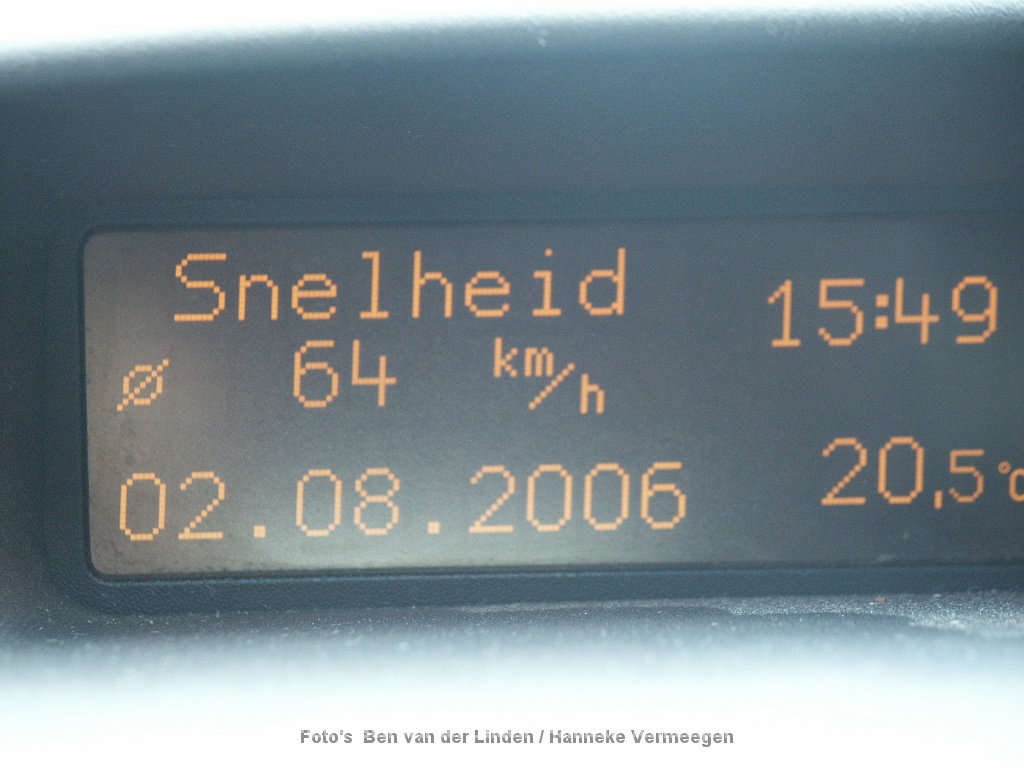 Snelheid
15:49
Ø 64 km/h
02.08.2006
20,5°C
Foto's Ben van der Linden / Hanneke Vermeegen